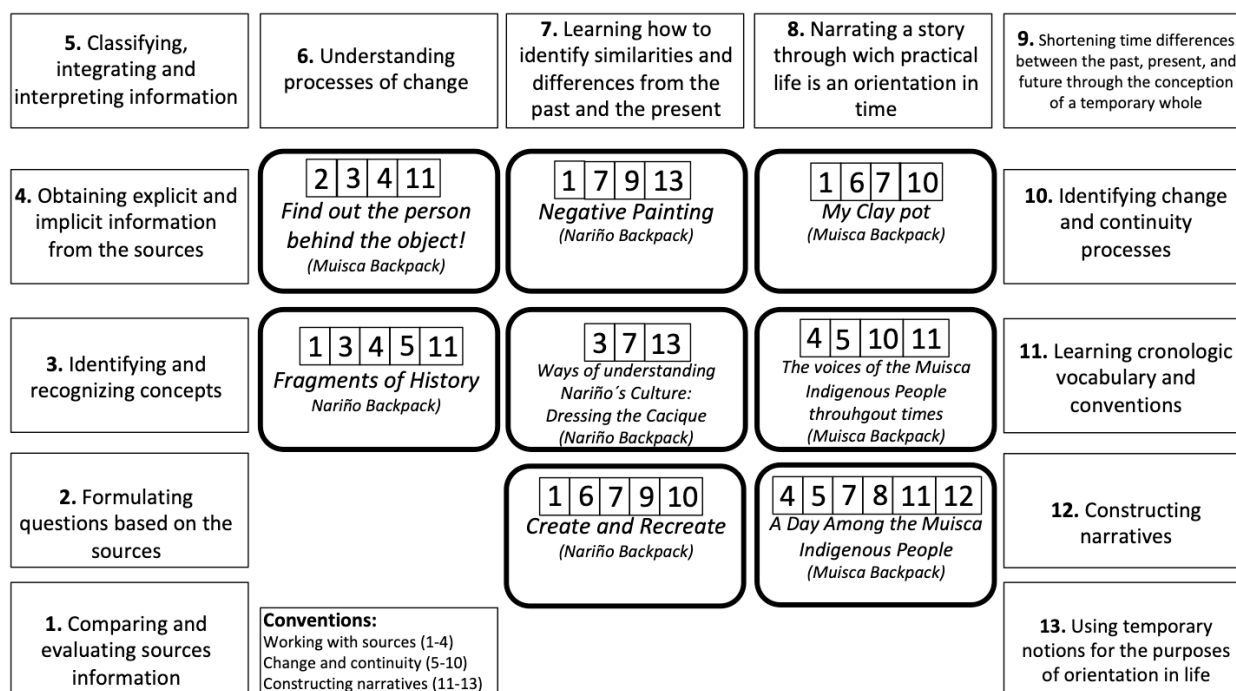 5. Classifying,
integrating and
interpreting information
6. Understanding
processes of change
7. Learning how to
identify similarities and
differences from the
past and the present
8. Narrating a story
through wich practical
life is an orientation in
time
9. Shortening time differences
between the past, present, and
future through the conception
of a temporary whole
4. Obtaining explicit and
implicit information
from the sources
2 3 4 11
Find out the person
behind the object!
(Muisca Backpack)
1 7 9 13
Negative Painting
(Nariño Backpack)
1 6 7 10
My Clay pot
(Muisca Backpack)
10. Identifying change
and continuity
processes
3. Identifying and
recognizing concepts
1 3 4 5 11
Fragments of History
Nariño Backpack)
3 7 13
Ways of understanding
Nariño´s Culture:
Dressing the Cacique
(Nariño Backpack)
4 5 10 11
The voices of the Muisca
Indigenous People
throuhgout times
(Muisca Backpack)
11. Learning cronologic
vocabulary and
conventions
2. Formulating
questions based on the
sources
1 6 7 9 10
Create and Recreate
(Nariño Backpack)
4 5 7 8 11 12
A Day Among the Muisca
Indigenous People
(Muisca Backpack)
12. Constructing
narratives
1. Comparing and
evaluating sources
information
Conventions:
Working with sources (1-4)
Change and continuity (5-10)
Constructing narratives (11-13)
13. Using temporary
notions for the purposes
of orientation in life